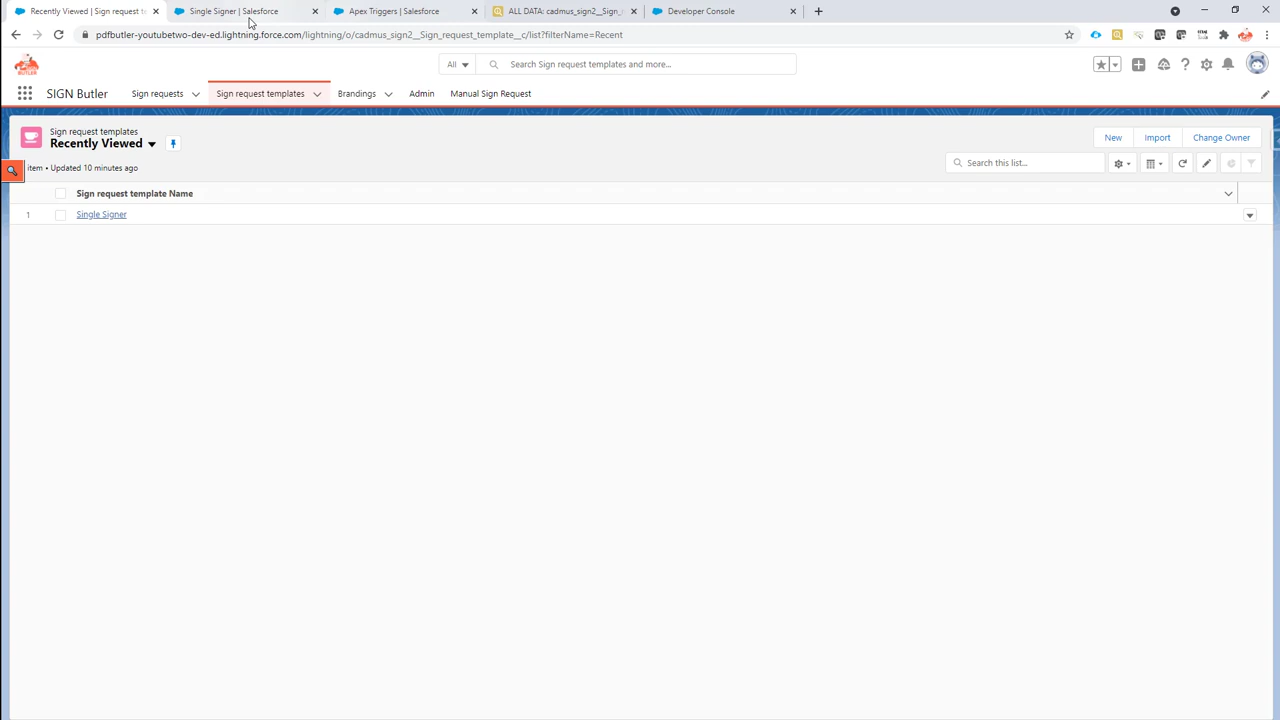 Recently Viewed | Sign request te
Single Signer | Salesforce
Apex Triggers | Salesforce
ALL DATA: cadmus_sign2__Sign_r
Developer Console
pdfbutler-youtubetwo-dev-ed.lightning.force.com/lightning/o/cadmus_sign2__Sign_request_template__c/list?filterName=Recent
BUTLER
All
Search Sign request templates and more...
SIGN Butler
Sign requests
Sign request templates
Brandings
Admin
Manual Sign Request
Sign request templates
Recently Viewed
New
Import
Change Owner
item • Updated 10 minutes ago
Search this list...
Sign request template Name
1
Single Signer